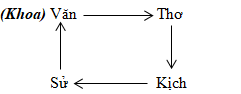 (Khoa) Văn Thơ
Sử Kịch